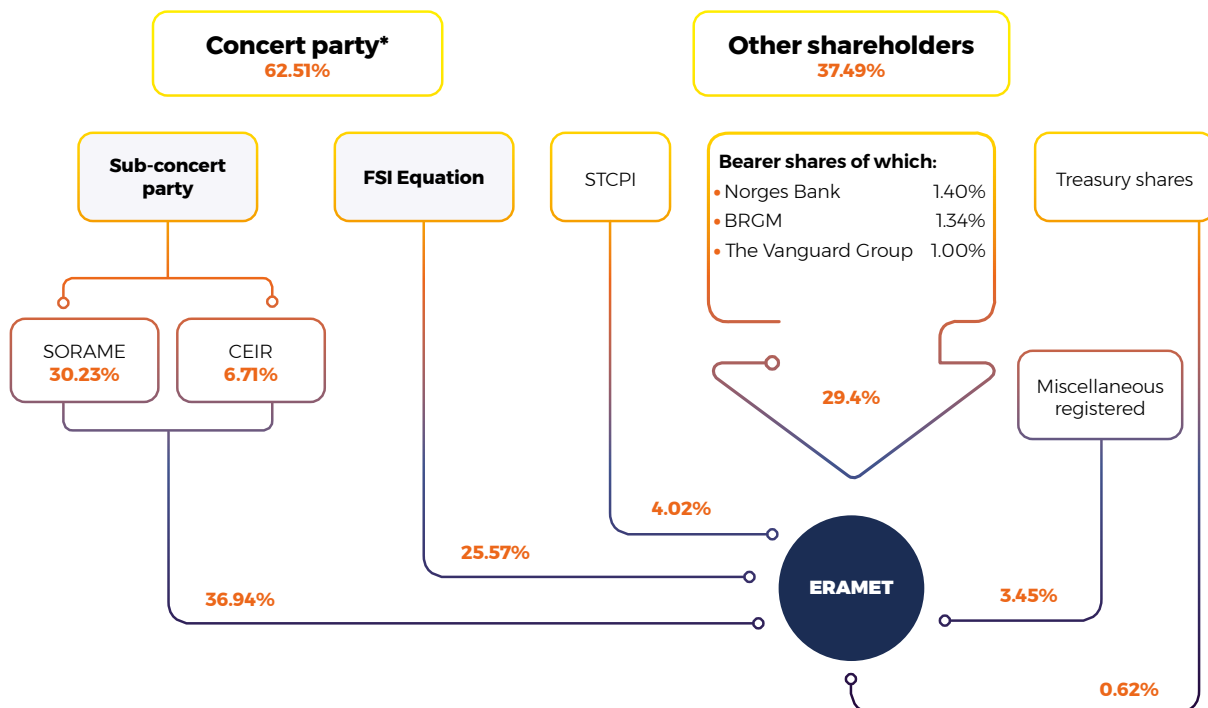 Concert party*
62.51%
Other shareholders
37.49%
Sub-concert
party
FSI Equation
STCPI
Bearer shares of which:
• Norges Bank 1.40%
• BRGM 1.34%
• The Vanguard Group 1.00%
Treasury shares
SORAME
30.23%
CEIR
6.71%
29.4%
Miscellaneous
registered
4.02%
25.57%
36.94%
ERAMET
3.45%
0.62%